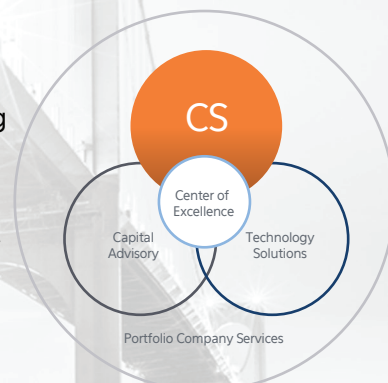 g
CS
Center of
Excellence
Capital
Advisory
Technology
Solutions
Portfolio Company Services